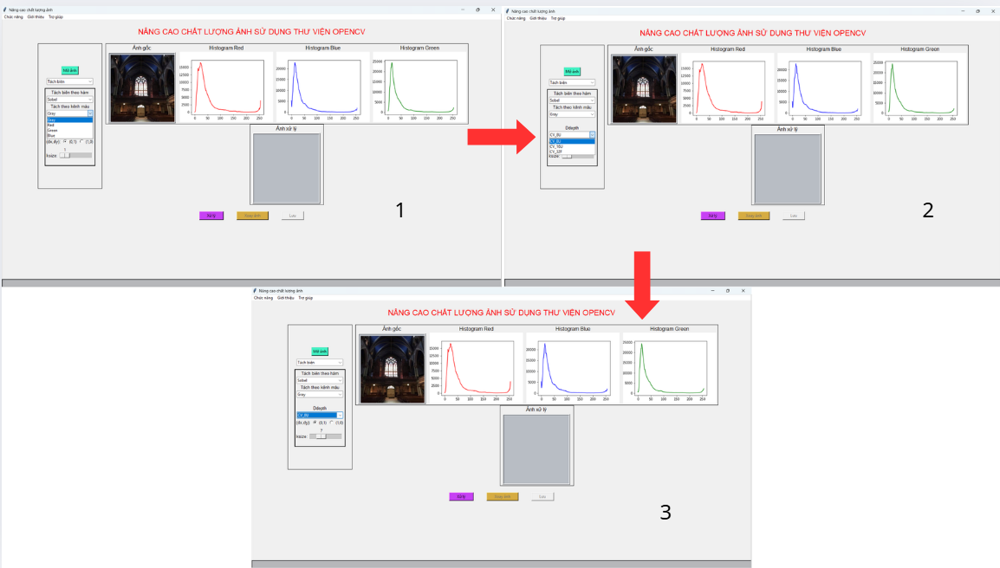 Nâng cao chất lượng ảnh
Chức năng Giới thiệu Trợ giúp
NÂNG CAO CHẤT LƯỢNG ẢNH SỬ DỤNG THƯ VIỆN OPENCV
Ảnh gốc Histogram Red Histogram Blue Histogram Green
Mở ảnh
Tách biên
Tách biên theo hàm
Sobel
Tách theo kênh màu
Gray
Gray
Red
Green
Blue
(dx,dy): (0,1) (1,0)
ksize:
15000
12500
10000
7500
5000
2500
0
0 50 100 150 200 250
20000
15000
10000
5000
0
0 50 100 150 200 250
25000
20000
15000
10000
5000
0
0 50 100 150 200 250
Ảnh xử lý
Xử lý Xoay ảnh Lưu
1
Nâng cao chất lượng ảnh
Chức năng Giới thiệu Trợ giúp
NÂNG CAO CHẤT LƯỢNG ẢNH SỬ DỤNG THƯ VIỆN OPENCV
Ảnh gốc Histogram Red Histogram Blue Histogram Green
Mở ảnh
Tách biên
Tách biên theo hàm
Sobel
Tách theo kênh màu
Gray
Ddepth
CV_8U
CV_8U
CV_16U
CV_32F
ksize:
15000
12500
10000
7500
5000
2500
0
0 50 100 150 200 250
20000
15000
10000
5000
0
0 50 100 150 200 250
25000
20000
15000
10000
5000
0
0 50 100 150 200 250
Ảnh xử lý
Xử lý Xoay ảnh Lưu
2
Nâng cao chất lượng ảnh
Chức năng Giới thiệu Trợ giúp
NÂNG CAO CHẤT LƯỢNG ẢNH SỬ DỤNG THƯ VIỆN OPENCV
Ảnh gốc Histogram Red Histogram Blue Histogram Green
Mở ảnh
Tách biên
Tách biên theo hàm
Sobel
Tách theo kênh màu
Gray
Ddepth
CV_8U
(dx,dy): (0,1) (1,0)
7
ksize:
15000
12500
10000
7500
5000
2500
0
0 50 100 150 200 250
20000
15000
10000
5000
0
0 50 100 150 200 250
25000
20000
15000
10000
5000
0
0 50 100 150 200 250
Ảnh xử lý
Xử lý Xoay ảnh Lưu
3